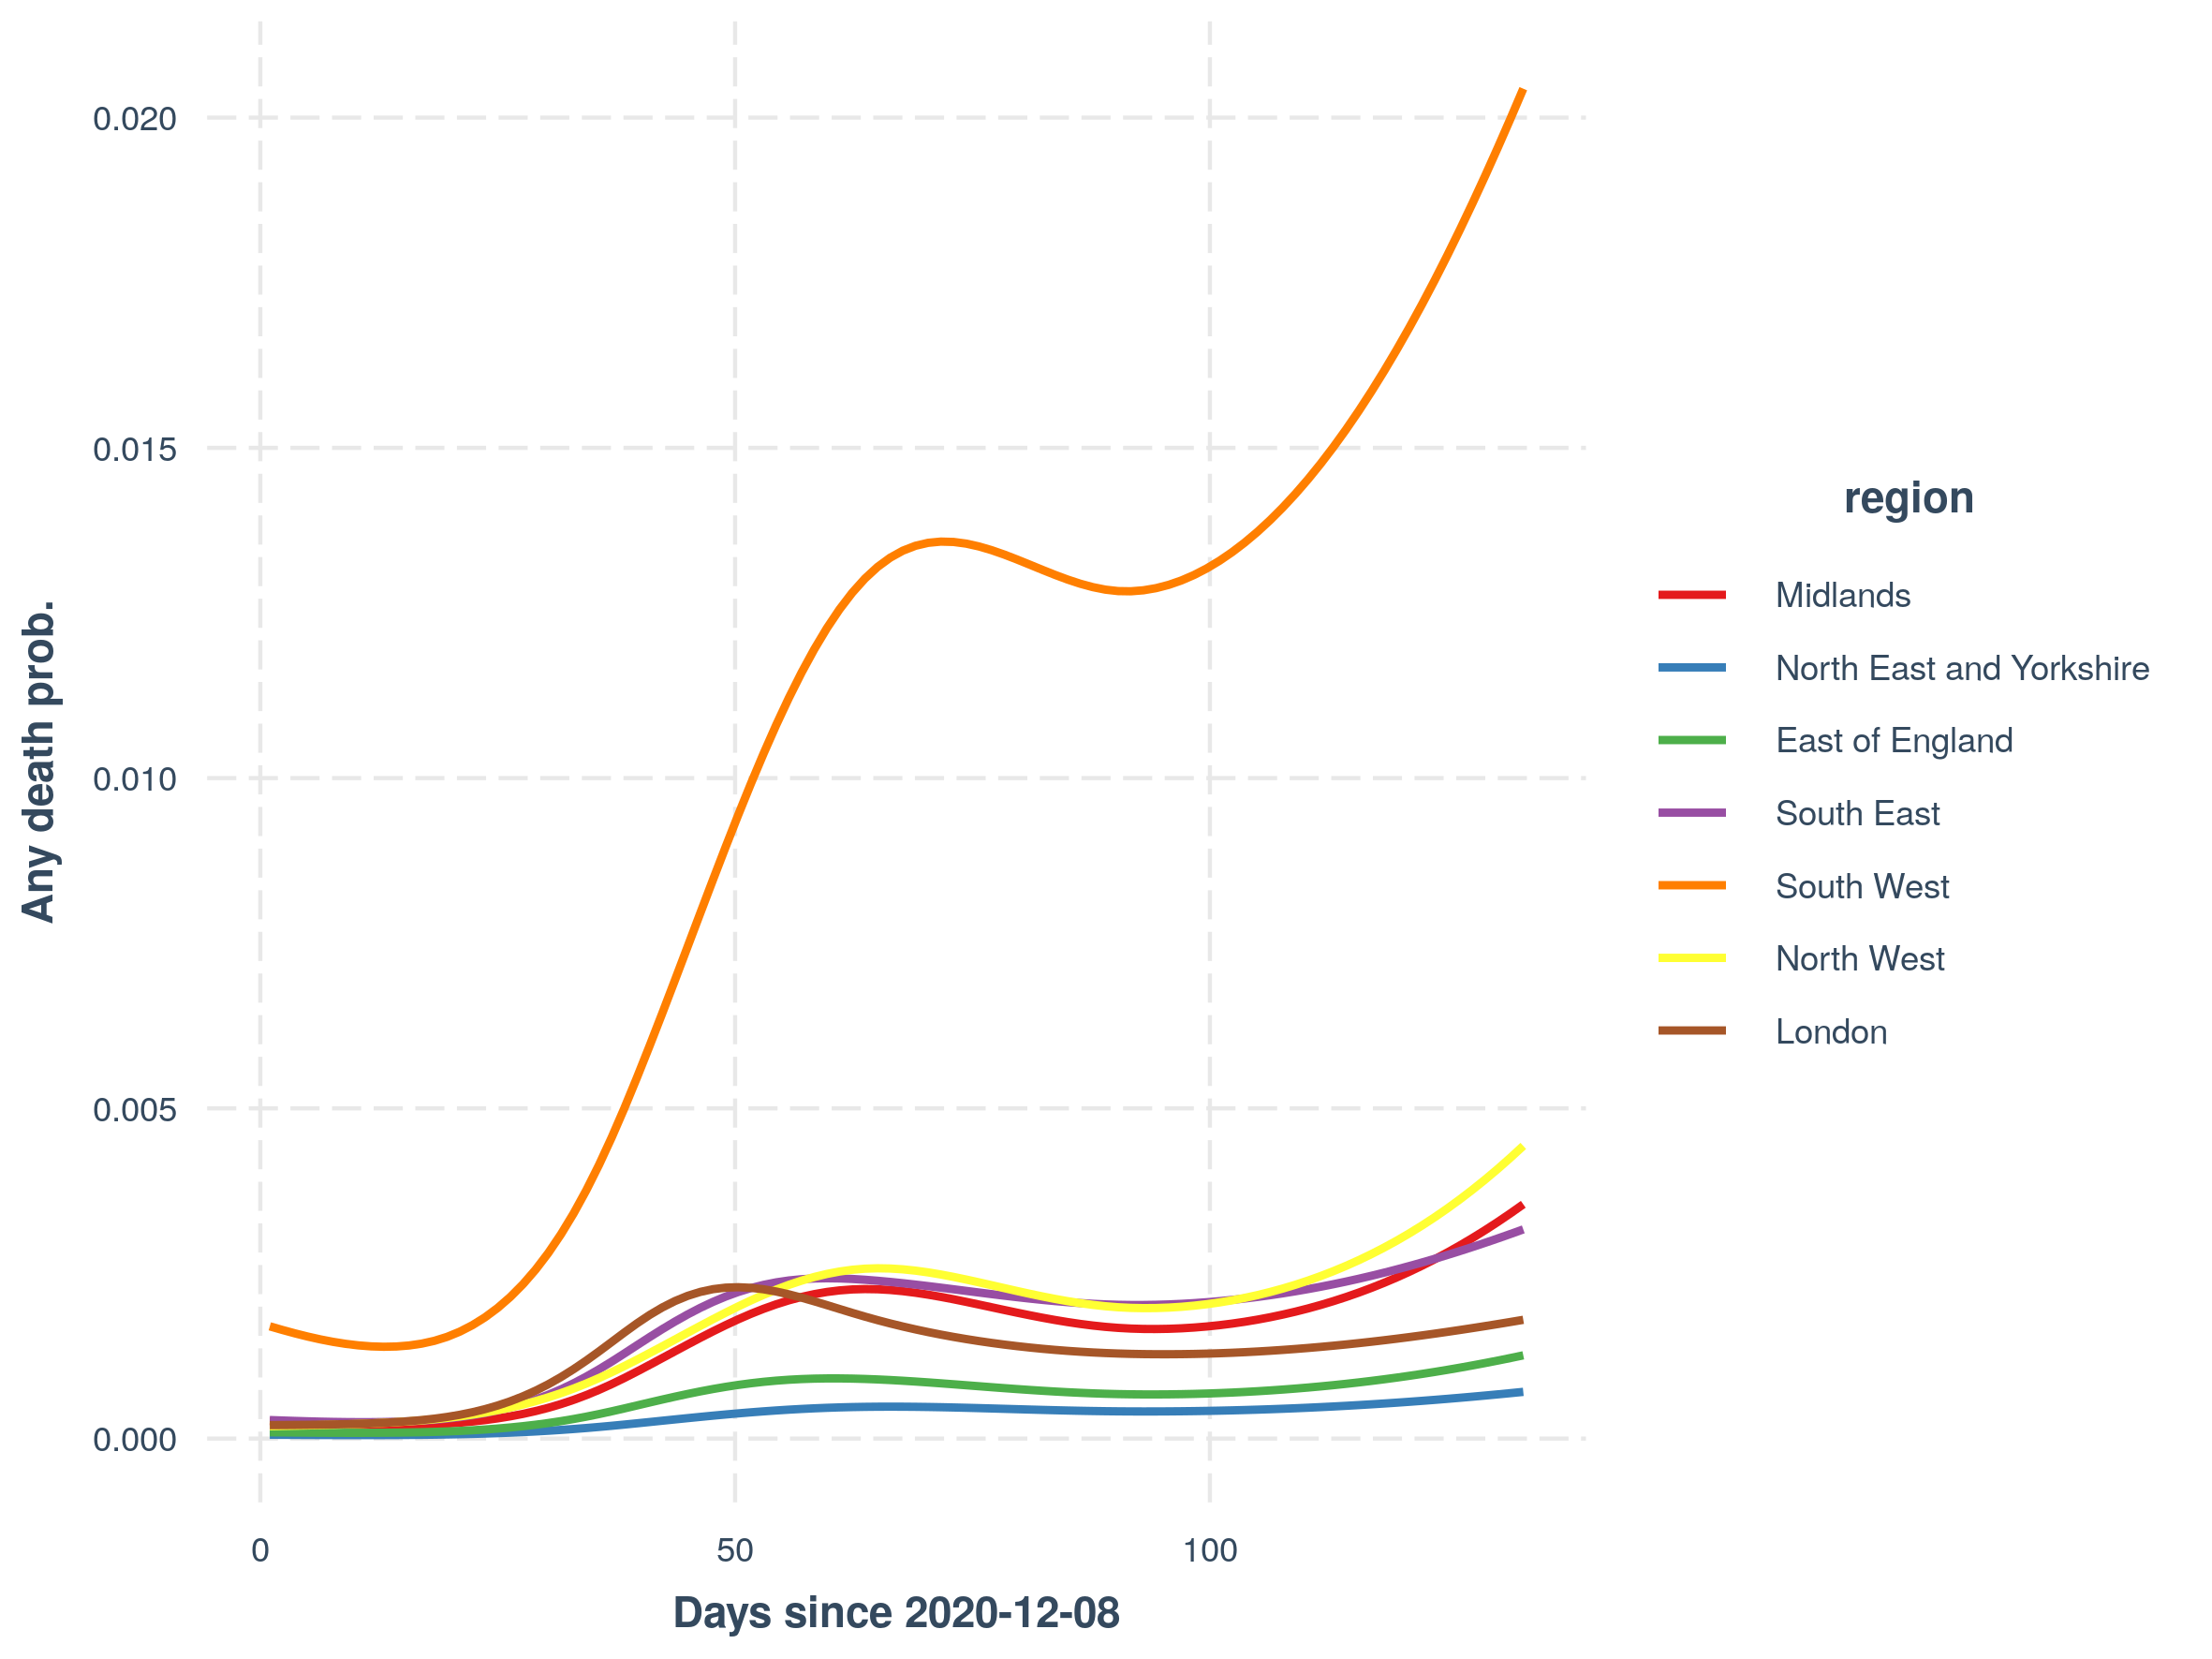 0.020
0.015
0.010
0.005
0.000
Any death prob.
0
50
100
Days since 2020-12-08
region
Midlands
North East and Yorkshire
East of England
South East
South West
North West
London